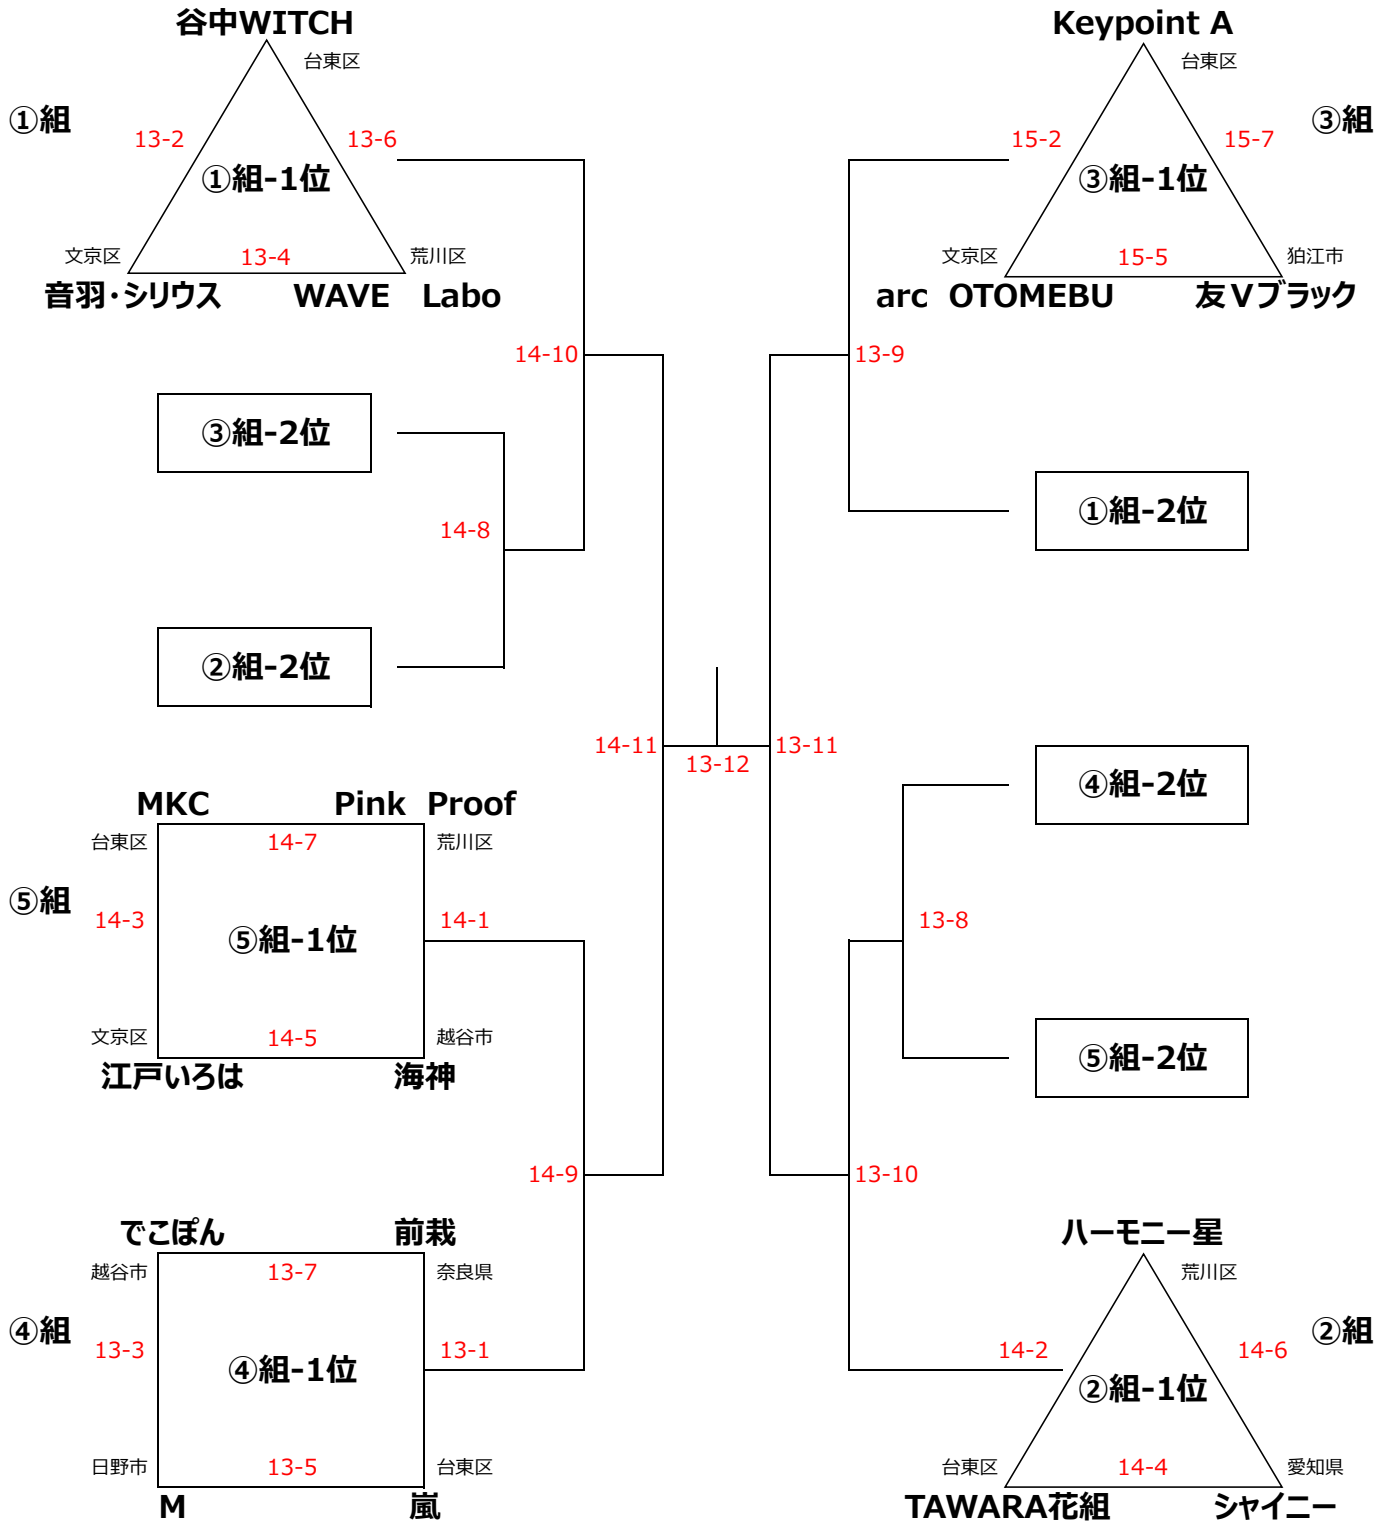 谷中WITCH
台東区
①組
13-2
13-6
①組-1位
文京区
13-4
荒川区
音羽・シリウス
WAVE Labo
14-10
③組-2位
14-8
②組-2位
14-11
13-12
MKC
Pink Proof
台東区
14-7
荒川区
⑤組
14-3
14-1
⑤組-1位
文京区
14-5
越谷市
江戸いろは
海神
14-9
でこぽん
前栽
越谷市
13-7
奈良県
④組
13-3
13-1
④組-1位
日野市
13-5
台東区
M
嵐
Keypoint A
台東区
15-2
15-7
③組
③組-1位
文京区
15-5
狛江市
arc OTOMEBU
友Vブラック
13-9
①組-2位
13-11
④組-2位
13-8
⑤組-2位
13-10
ハーモニー星
荒川区
14-2
14-6
②組
②組-1位
台東区
14-4
愛知県
TAWARA花組
シャイニー